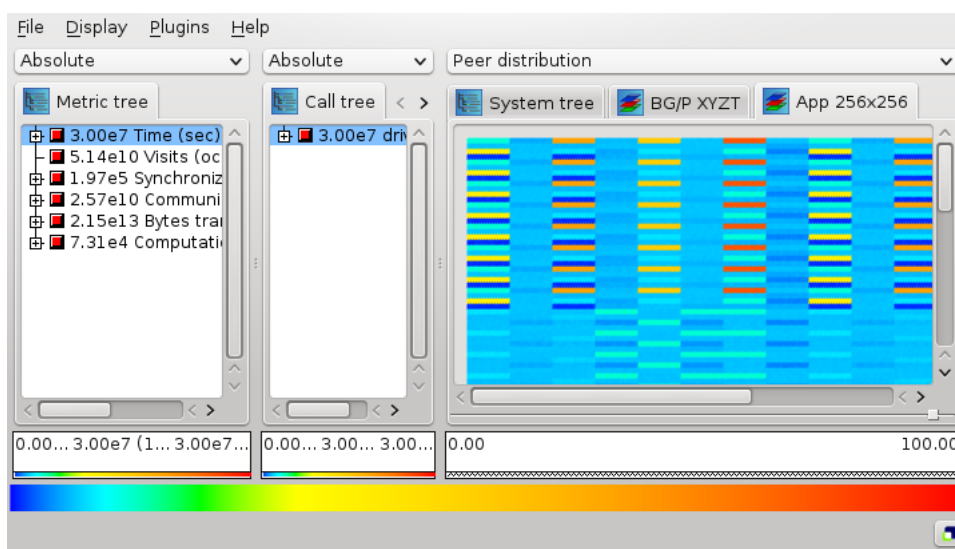 File Display Plugins Help
Absolute Absolute Peer distribution
Metric tree Call tree System tree BG/P XYZT App 256x256
3.00e7 Time (sec) 3.00e7 dri
5.14e10 Visits (oc
1.97e5 Synchroniz
2.57e10 Communi
2.15e13 Bytes tra
7.31e4 Computati
0.00... 3.00e7 (1... 3.00e7... 0.00... 3.00... 3.00... 0.00 100.00